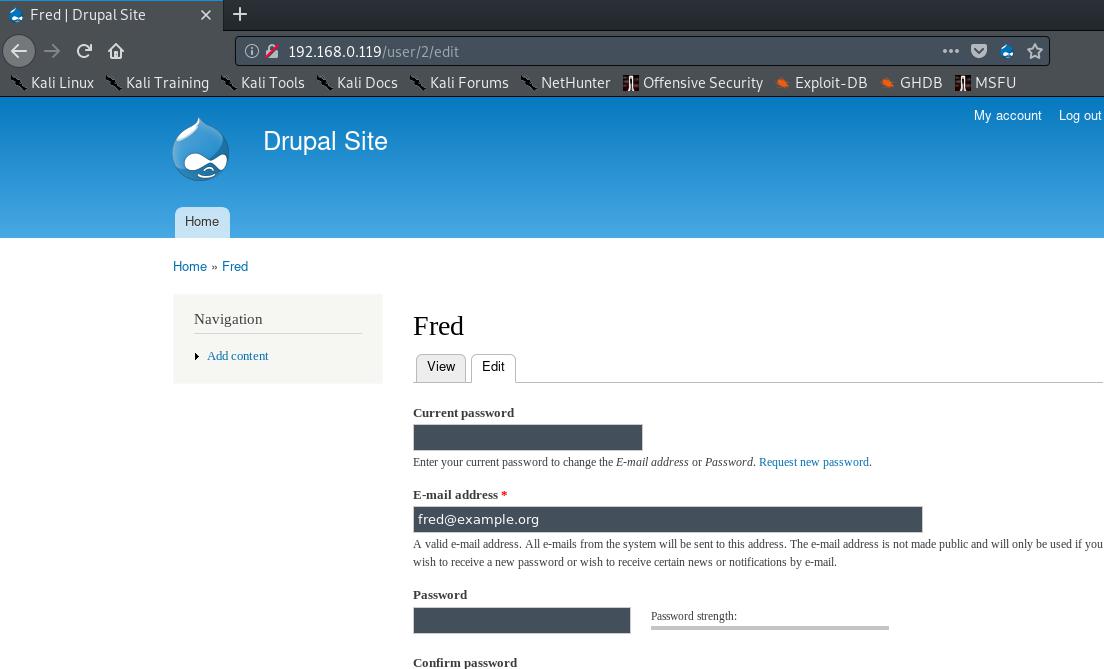 Fred | Drupal Site
192.168.0.119/user/2/edit
Kali Linux Kali Training Kali Tools Kali Docs Kali Forums NetHunter Offensive Security Exploit-DB GHDB MSFU
My account Log out
Drupal Site
Home
Home » Fred
Navigation
Add content
Fred
View Edit
Current password
Enter your current password to change the E-mail address or Password. Request new password.
E-mail address *
fred@example.org
A valid e-mail address. All e-mails from the system will be sent to this address. The e-mail address is not made public and will only be used if you
wish to receive a new password or wish to receive certain news or notifications by e-mail.
Password
Password strength:
Confirm password